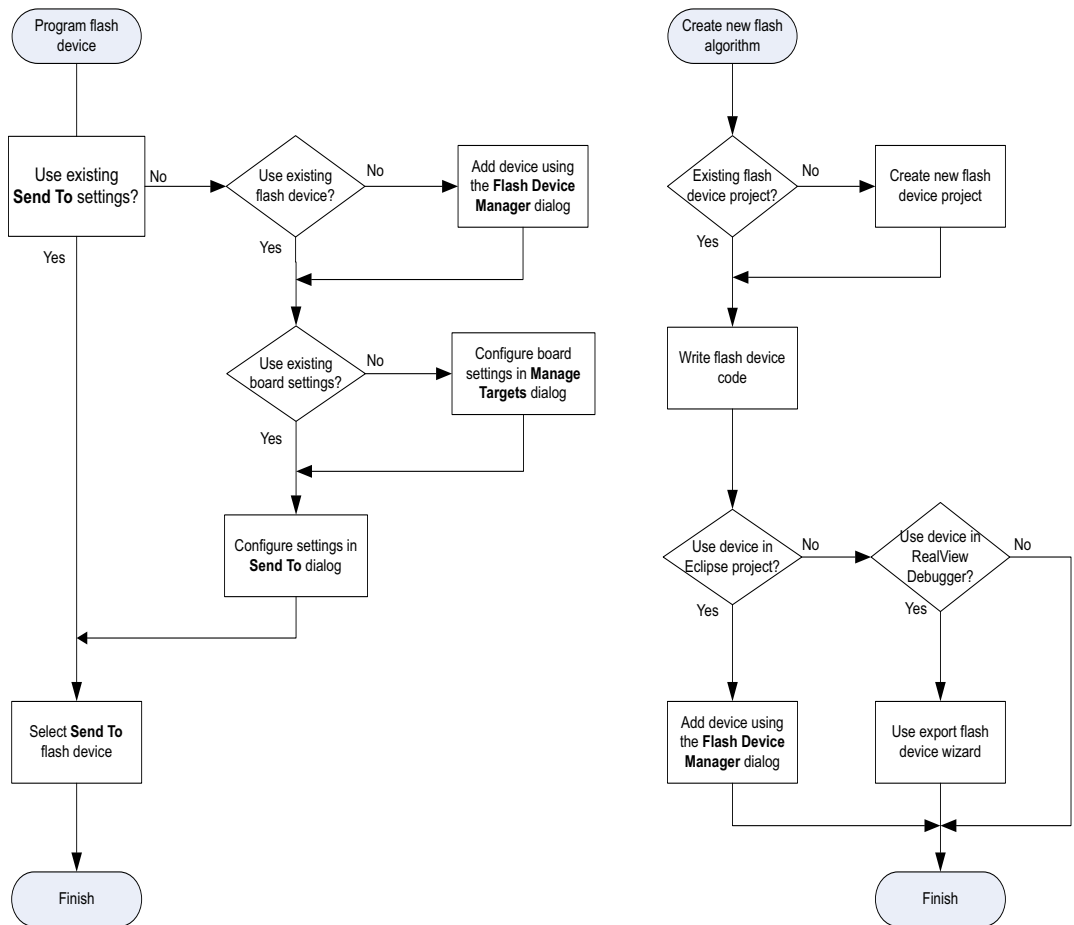 Program flash
device
Use existing
Send To settings?
No
Yes
Use existing
flash device?
No
Yes
Add device using
the Flash Device
Manager dialog
Use existing
board settings?
No
Yes
Configure board
settings in Manage
Targets dialog
Configure settings in
Send To dialog
Select Send To
flash device
Finish
Create new flash
algorithm
Existing flash
device project?
No
Yes
Create new flash
device project
Write flash device
code
Use device in
Eclipse project?
No
Yes
Use device in
RealView
Debugger?
No
Yes
Add device using
the Flash Device
Manager dialog
Use export flash
device wizard
Finish